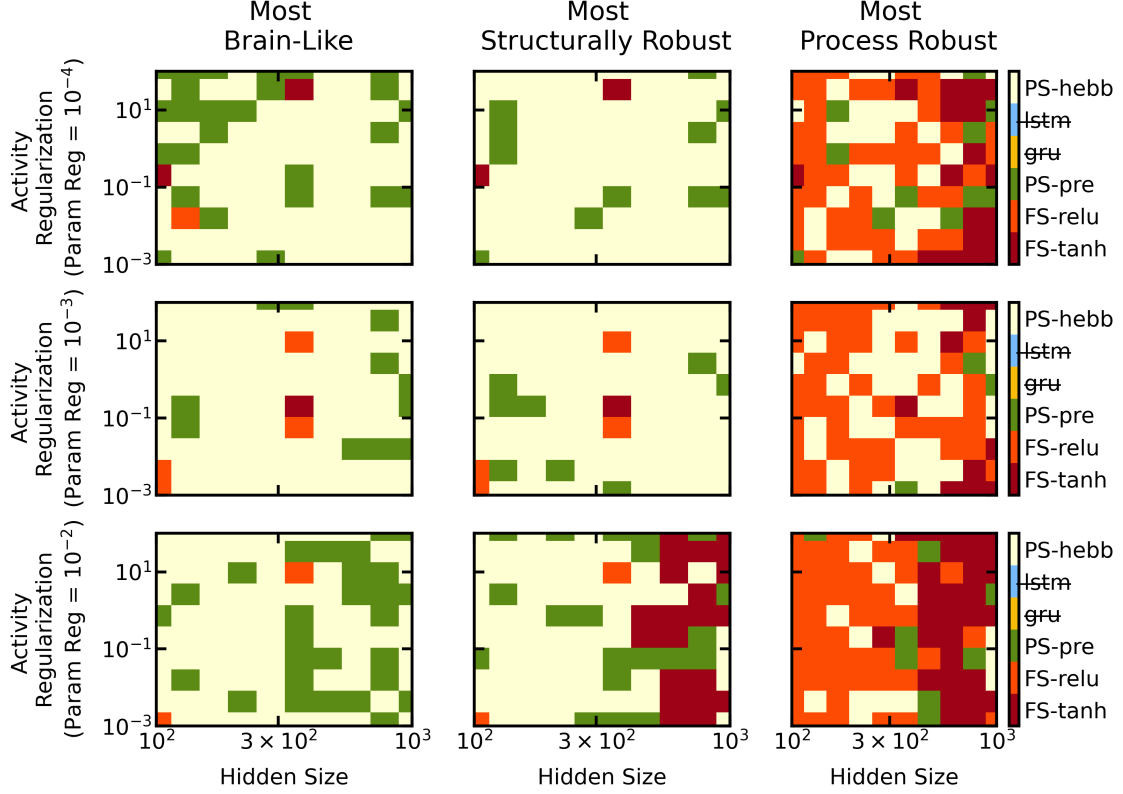 Most
Brain-Like
Most
Structurally Robust
Most
Process Robust
Activity
Regularization
(Param Reg = 10⁻⁴)
10¹
10⁻¹
10⁻³
PS-hebb
lstm
gru
PS-pre
FS-relu
FS-tanh
Activity
Regularization
(Param Reg = 10⁻³)
10¹
10⁻¹
10⁻³
PS-hebb
lstm
gru
PS-pre
FS-relu
FS-tanh
Activity
Regularization
(Param Reg = 10⁻²)
10¹
10⁻¹
10⁻³
PS-hebb
lstm
gru
PS-pre
FS-relu
FS-tanh
10² 3 × 10² 10³
10² 3 × 10² 10³
10² 3 × 10² 10³
Hidden Size
Hidden Size
Hidden Size